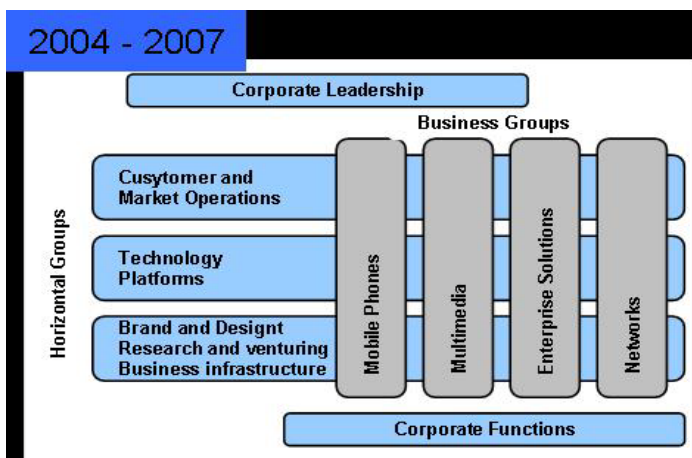 2004 - 2007
Corporate Leadership
Business Groups
Horizontal Groups
Cusytomer and
Market Operations
Technology
Platforms
Brand and Designt
Research and venturing
Business infrastructure
Mobile Phones
Multimedia
Enterprise Solutions
Networks
Corporate Functions